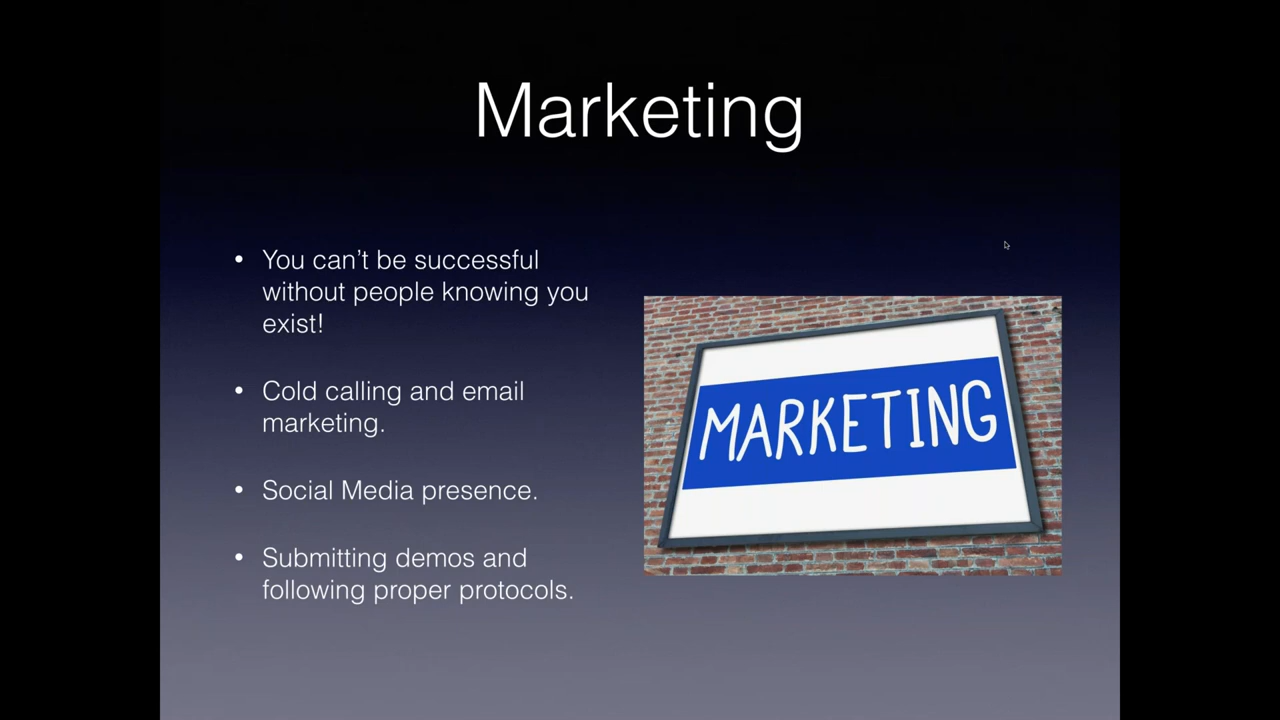 Marketing
• You can’t be successful
without people knowing you
exist!
• Cold calling and email
marketing.
• Social Media presence.
• Submitting demos and
following proper protocols.
MARKETING